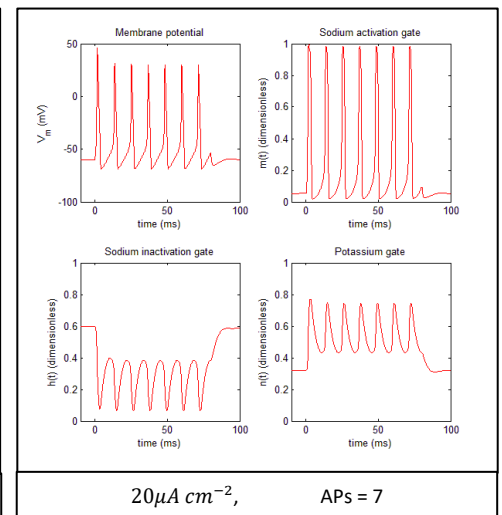 Membrane potential
50
0
-50
-100
0 50 100
V_m (mV)
time (ms)
Sodium activation gate
1
0.8
0.6
0.4
0.2
0
0 50 100
m(t) (dimensionless)
time (ms)
Sodium inactivation gate
1
0.8
0.6
0.4
0.2
0
0 50 100
h(t) (dimensionless)
time (ms)
Potassium gate
1
0.8
0.6
0.4
0.2
0
0 50 100
n(t) (dimensionless)
time (ms)
20μA cm⁻², APs = 7